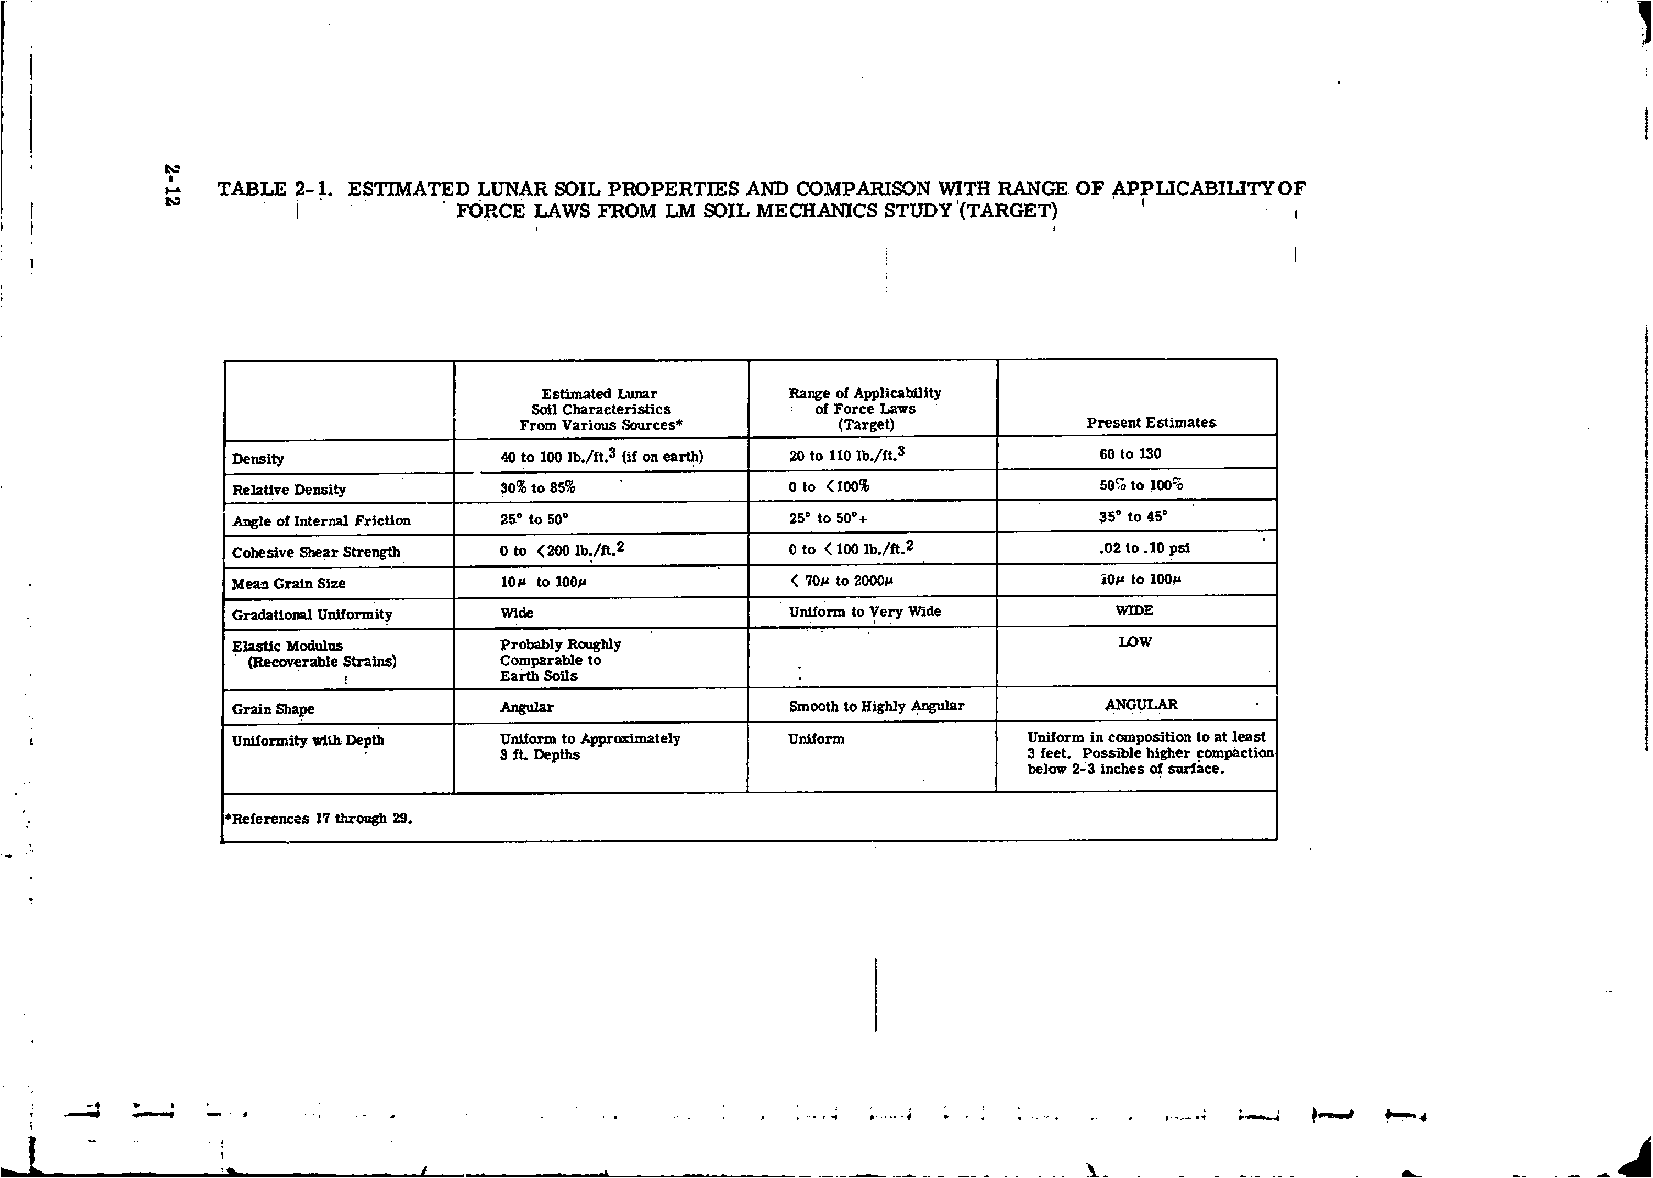 2-12
TABLE 2-1. ESTIMATED LUNAR SOIL PROPERTIES AND COMPARISON WITH RANGE OF APPLICABILITY OF
FORCE LAWS FROM LM SOIL MECHANICS STUDY (TARGET)
Estimated Lunar
Soil Characteristics
From Various Sources*
Range of Applicability
of Force Laws
(Target)
Present Estimates
Density
40 to 100 lb./ft.³ (if on earth)
20 to 110 lb./ft.³
60 to 130
Relative Density
30% to 85%
0 to <100%
50% to 100%
Angle of Internal Friction
25° to 50°
25° to 50°+
35° to 45°
Cohesive Shear Strength
0 to <200 lb./ft.²
0 to <100 lb./ft.²
.02 to .10 psi
Mean Grain Size
10μ to 100μ
< 70μ to 2000μ
10μ to 100μ
Gradational Uniformity
Wide
Uniform to Very Wide
WIDE
Elastic Modulus
(Recoverable Strains)
Probably Roughly
Comparable to
Earth Soils
LOW
Grain Shape
Angular
Smooth to Highly Angular
ANGULAR
Uniformity with Depth
Uniform to Approximately
3 ft. Depths
Uniform
Uniform in composition to at least
3 feet. Possible higher compaction
below 2-3 inches of surface.
*References 17 through 29.